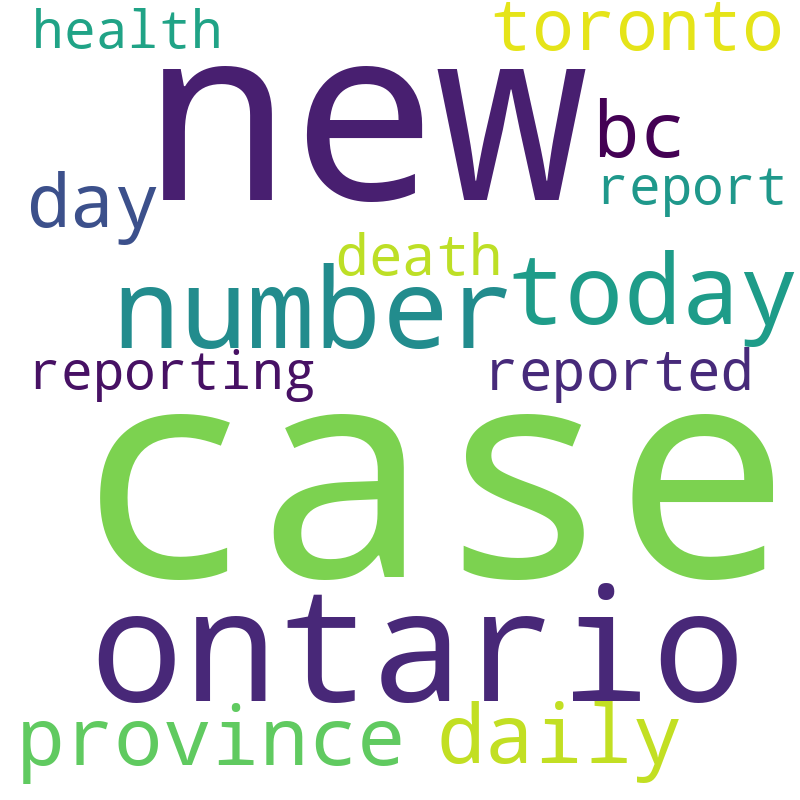 health toronto
new
bc
day report
death
number today
reporting reported
case
ontario
province daily